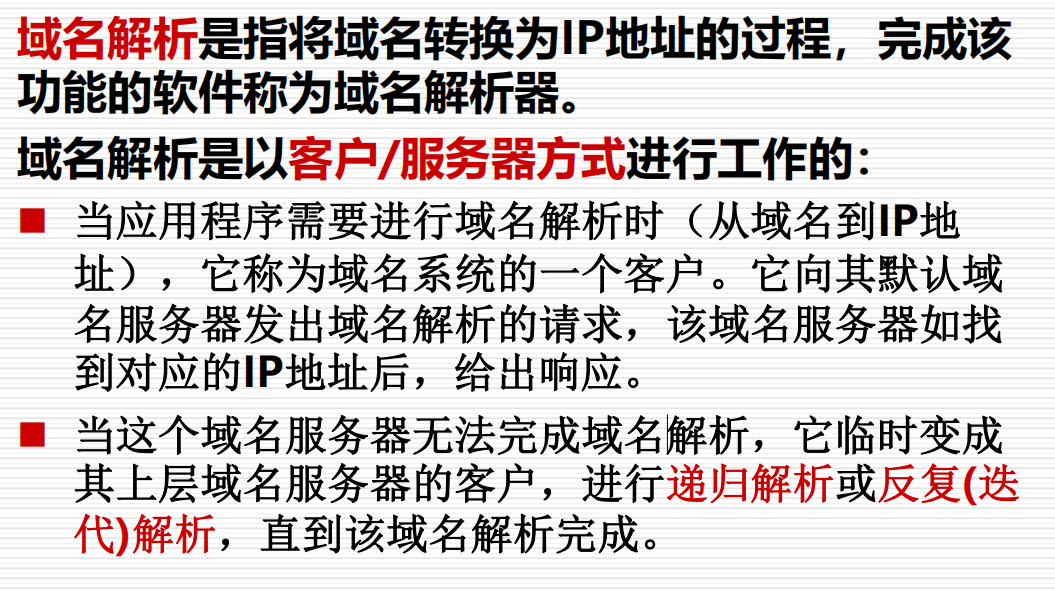 域名解析是指将域名转换为IP地址的过程，完成该
功能的软件称为域名解析器。
域名解析是以客户/服务器方式进行工作的：
当应用程序需要进行域名解析时（从域名到IP地
址），它称为域名系统的一个客户。它向其默认域
名服务器发出域名解析的请求，该域名服务器如找
到对应的IP地址后，给出响应。
当这个域名服务器无法完成域名解析，它临时变成
其上层域名服务器的客户，进行递归解析或反复(迭
代)解析，直到该域名解析完成。